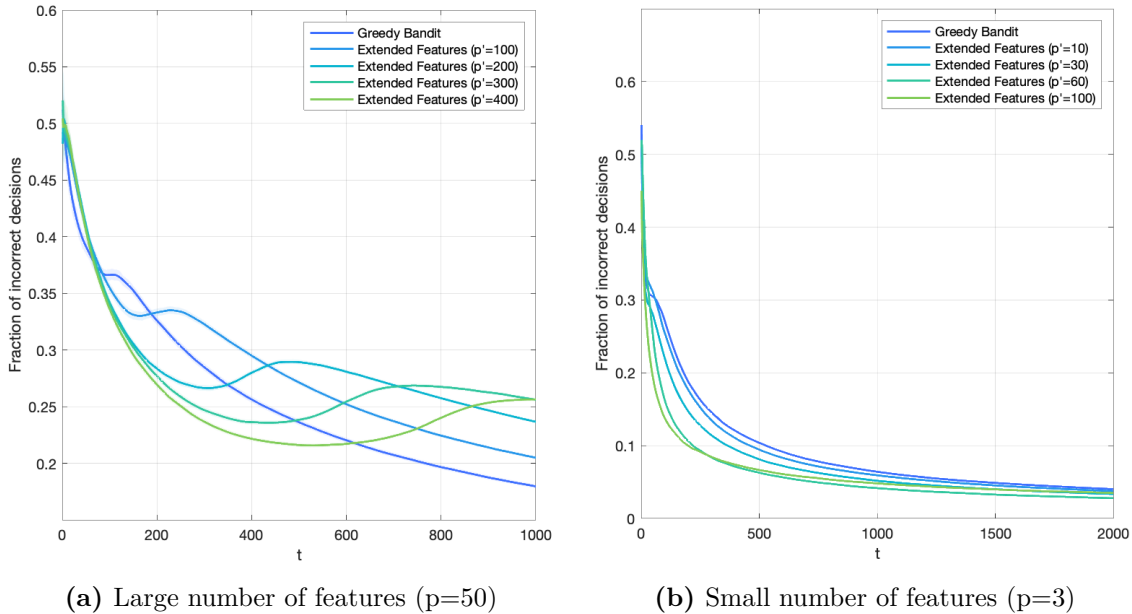 0.6
0.55
0.5
0.45
0.4
0.35
0.3
0.25
0.2
Fraction of incorrect decisions
Greedy Bandit
Extended Features (p'=100)
Extended Features (p'=200)
Extended Features (p'=300)
Extended Features (p'=400)
0 200 400 600 800 1000
t
(a) Large number of features (p=50)
0.6
0.5
0.4
0.3
0.2
0.1
0
Fraction of incorrect decisions
Greedy Bandit
Extended Features (p'=10)
Extended Features (p'=30)
Extended Features (p'=60)
Extended Features (p'=100)
0 500 1000 1500 2000
t
(b) Small number of features (p=3)